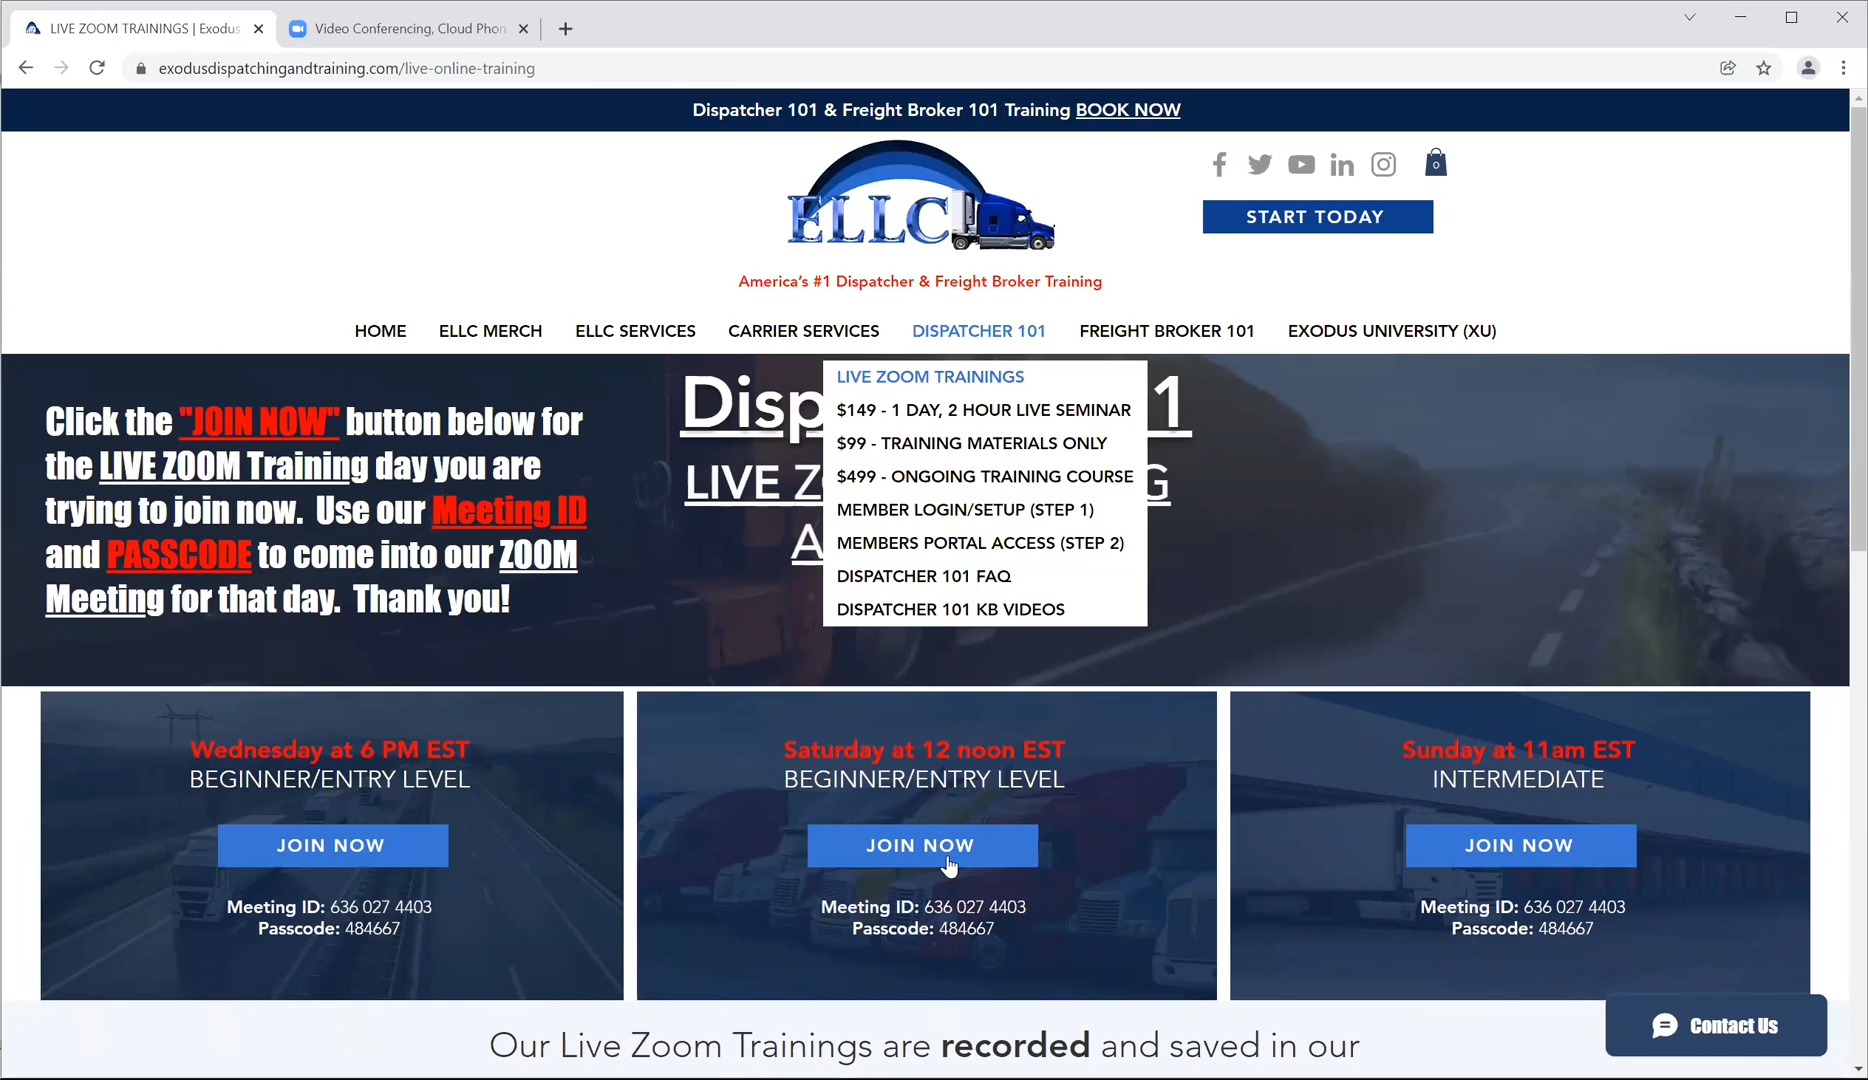 LIVE ZOOM TRAININGS | Exodus
Video Conferencing, Cloud Phon
exodusdispatchingandtraining.com/live-online-training
Dispatcher 101 & Freight Broker 101 Training BOOK NOW
ELLC
0
START TODAY
America's #1 Dispatcher & Freight Broker Training
HOME
ELLC MERCH
ELLC SERVICES
CARRIER SERVICES
DISPATCHER 101
FREIGHT BROKER 101
EXODUS UNIVERSITY (XU)
Click the "JOIN NOW" button below for
the LIVE ZOOM Training day you are
trying to join now. Use our Meeting ID
and PASSCODE to come into our ZOOM
Meeting for that day. Thank you!
Disp 1
LIVE Z G
A
LIVE ZOOM TRAININGS
$149 - 1 DAY, 2 HOUR LIVE SEMINAR
$99 - TRAINING MATERIALS ONLY
$499 - ONGOING TRAINING COURSE
MEMBER LOGIN/SETUP (STEP 1)
MEMBERS PORTAL ACCESS (STEP 2)
DISPATCHER 101 FAQ
DISPATCHER 101 KB VIDEOS
Wednesday at 6 PM EST
BEGINNER/ENTRY LEVEL
JOIN NOW
Meeting ID: 636 027 4403
Passcode: 484667
Saturday at 12 noon EST
BEGINNER/ENTRY LEVEL
JOIN NOW
Meeting ID: 636 027 4403
Passcode: 484667
Sunday at 11am EST
INTERMEDIATE
JOIN NOW
Meeting ID: 636 027 4403
Passcode: 484667
Our Live Zoom Trainings are recorded and saved in our
Contact Us